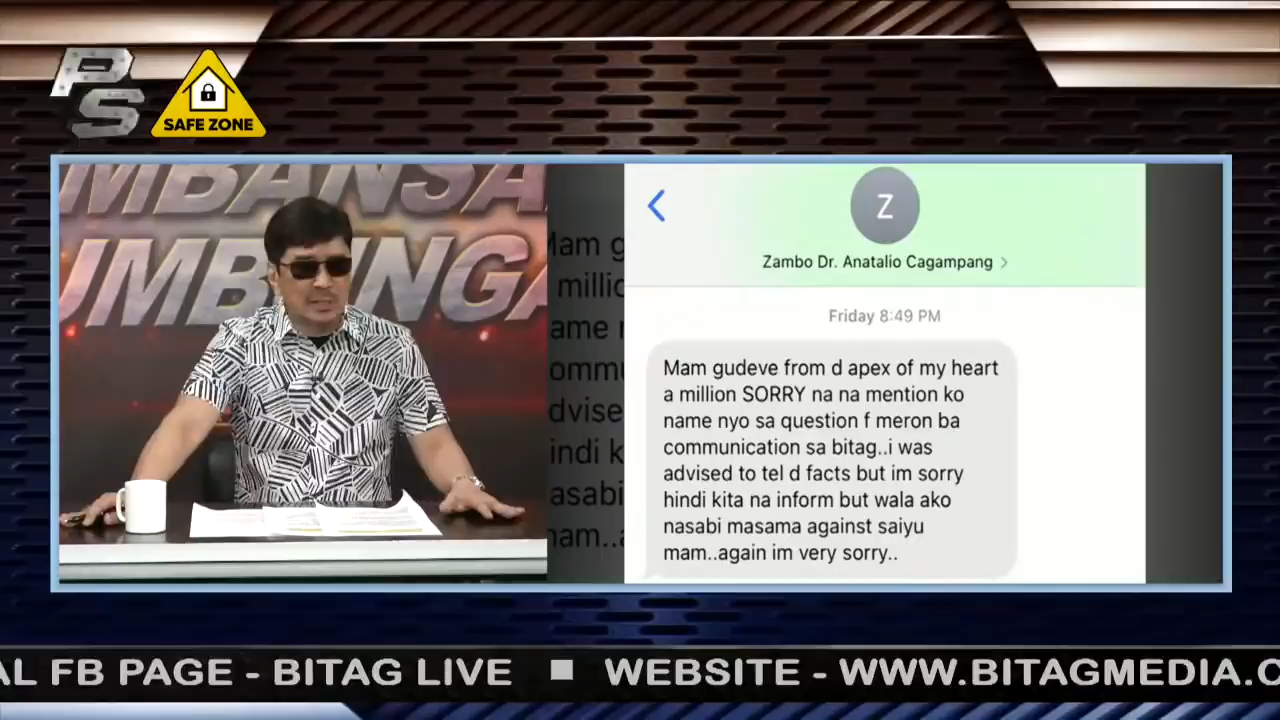 PS
SAFE ZONE
MBANSA
UMBUNGA
Mam g
millio
ame n
ommu
dvise
indi k
asabi
nam..a
Z
Zambo Dr. Anatalio Cagampang
Friday 8:49 PM
Mam gudeve from d apex of my heart
a million SORRY na na mention ko
name nyo sa question f meron ba
communication sa bitag..i was
advised to tel d facts but im sorry
hindi kita na inform but wala ako
nasabi masama against saiyu
mam..again im very sorry..
AL FB PAGE - BITAG LIVE ■ WEBSITE - WWW.BITAGMEDIA.C